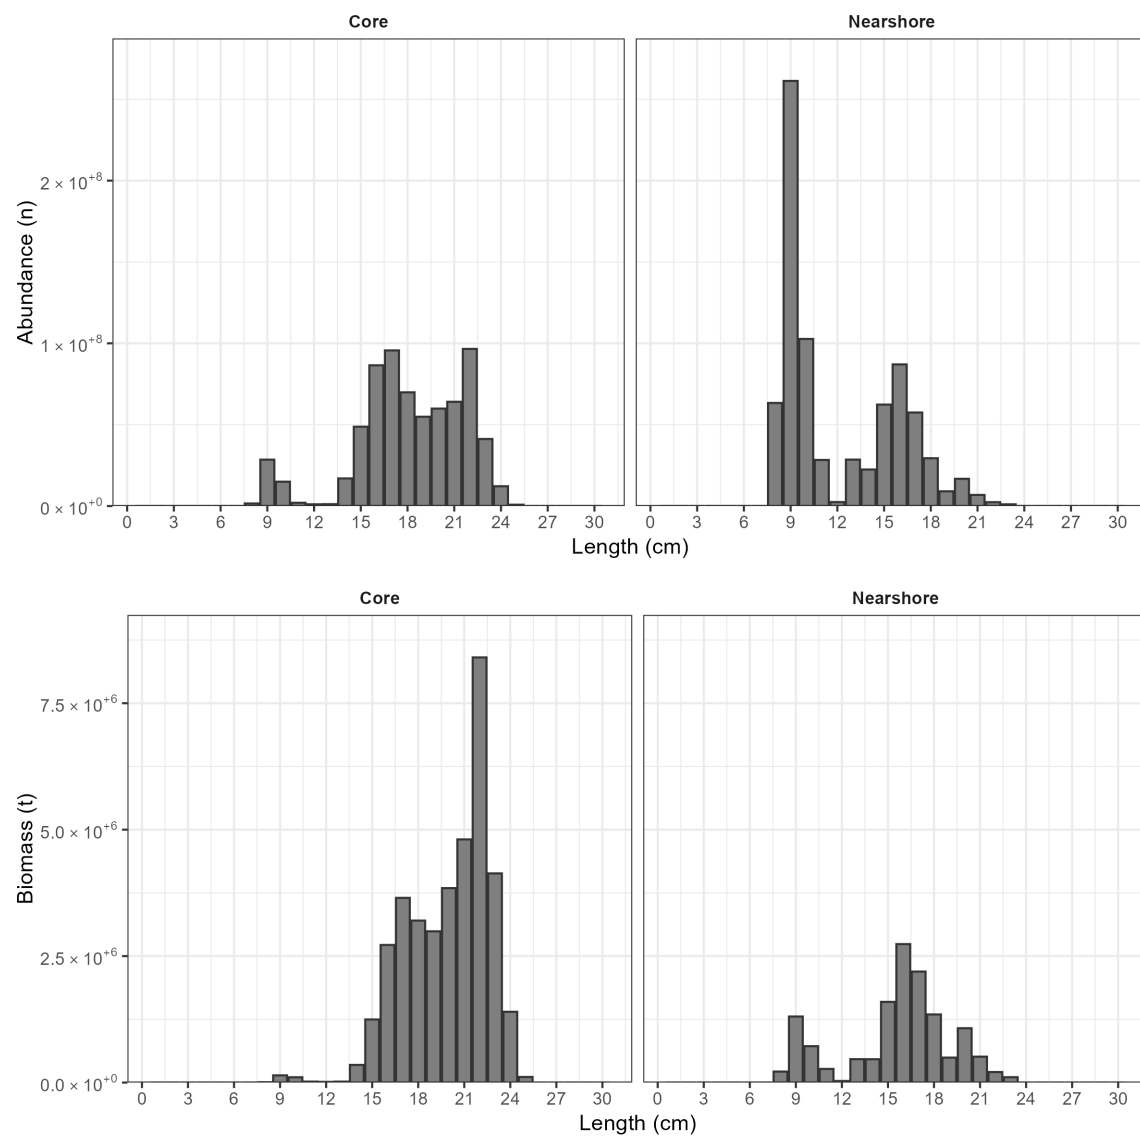 Core Nearshore
Abundance (n)
2 × 10⁺⁸
1 × 10⁺⁸
0 × 10⁺⁰
0 3 6 9 12 15 18 21 24 27 30 0 3 6 9 12 15 18 21 24 27 30
Length (cm)
Core Nearshore
Biomass (t)
7.5 × 10⁺⁶
5.0 × 10⁺⁶
2.5 × 10⁺⁶
0.0 × 10⁺⁰
0 3 6 9 12 15 18 21 24 27 30 0 3 6 9 12 15 18 21 24 27 30
Length (cm)